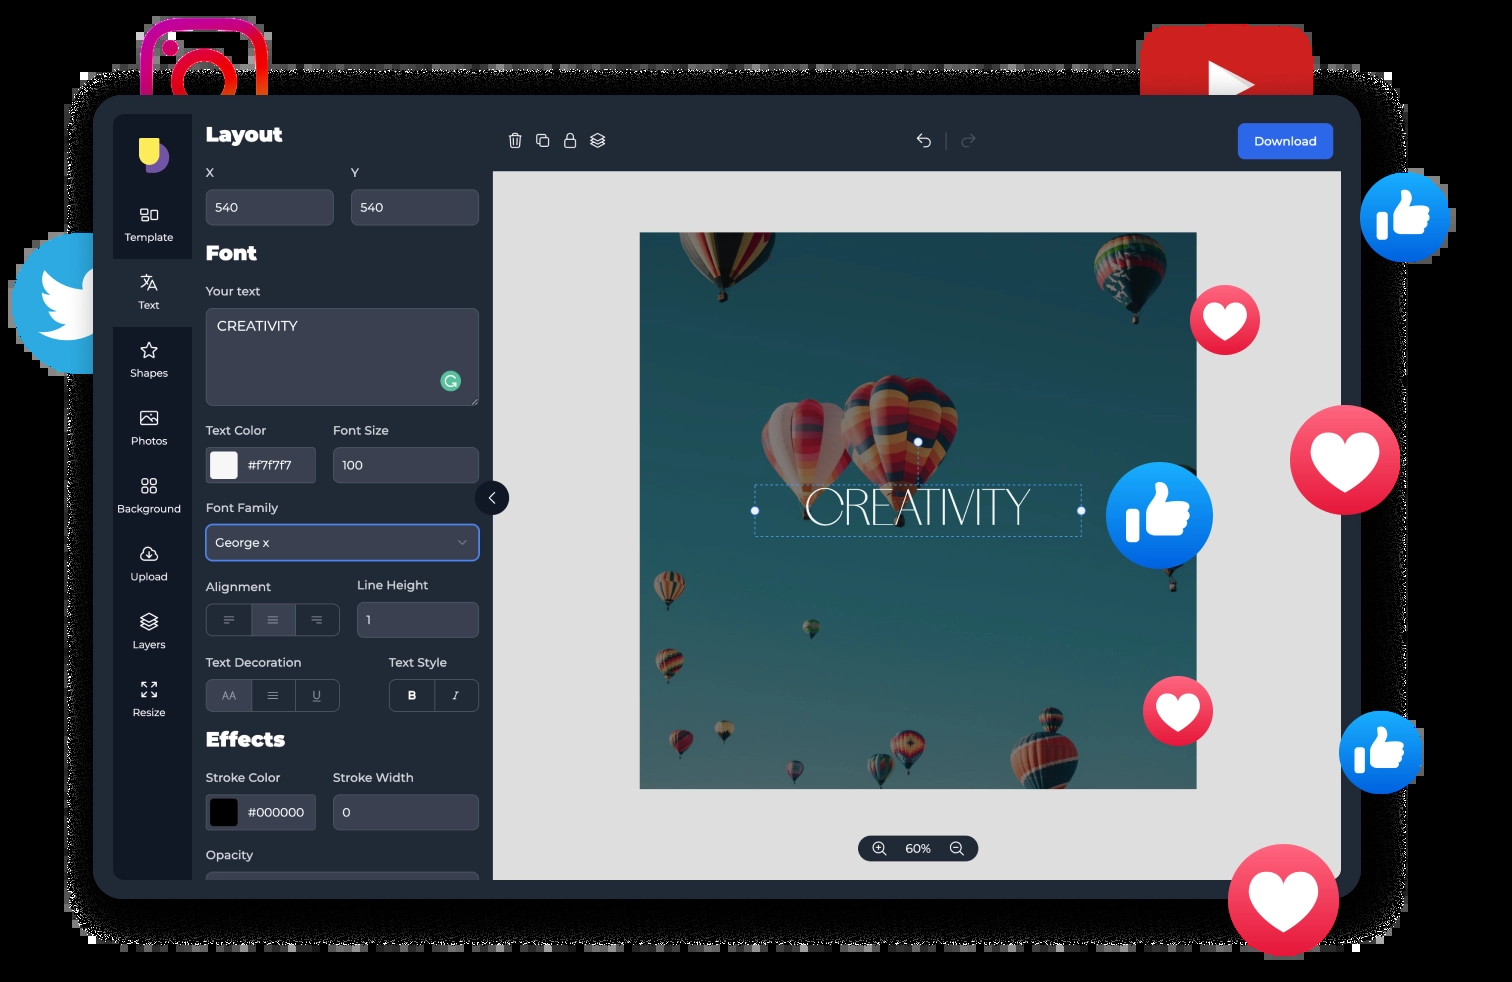 Layout
X
Y
540
540
Font
Your text
CREATIVITY
Text Color
Font Size
#f7f7f7
100
Font Family
George x
Alignment
Line Height
1
Text Decoration
Text Style
AA
U
B
I
Effects
Stroke Color
Stroke Width
#000000
0
Opacity
Template
Text
Shapes
Photos
Background
Upload
Layers
Resize
Download
CREATIVITY
60%